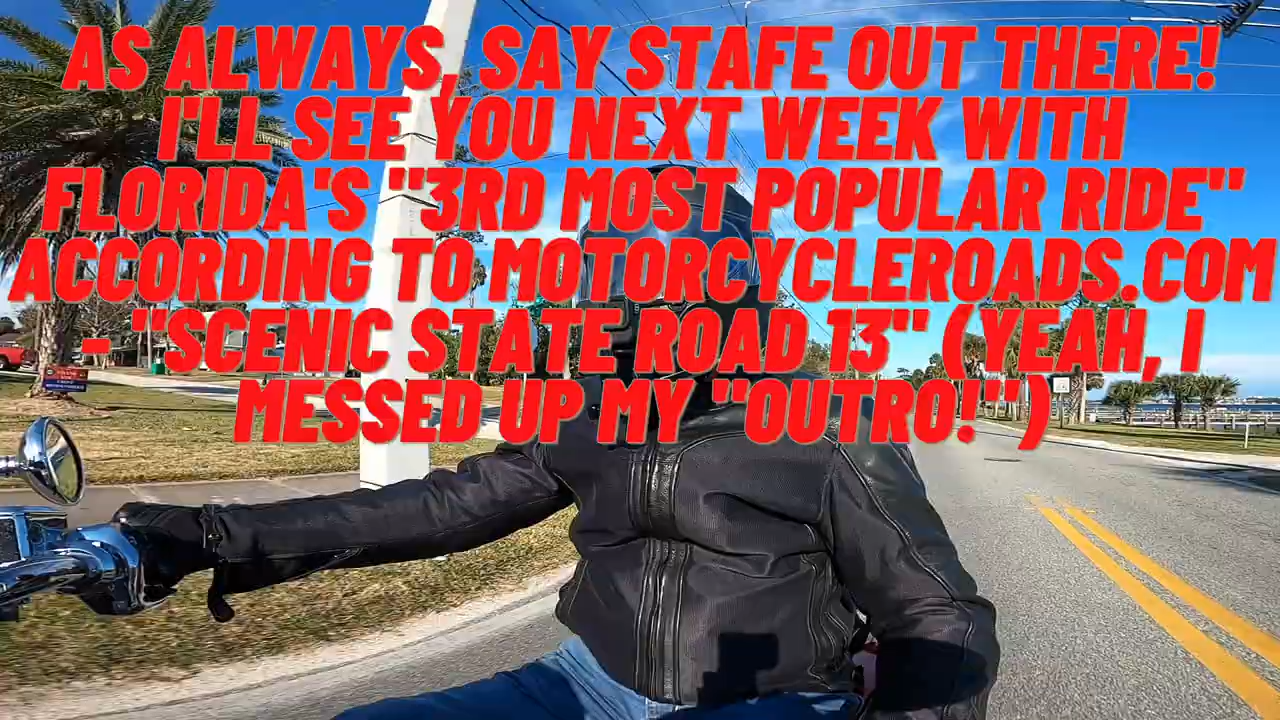 AS ALWAYS, SAY STAFE OUT THERE!
I'LL SEE YOU NEXT WEEK WITH
FLORIDA'S "3RD MOST POPULAR RIDE"
ACCORDING TO MOTORCYCLEROADS.COM
- "SCENIC STATE ROAD 13" (YEAH, I
MESSED UP MY "OUTRO!")